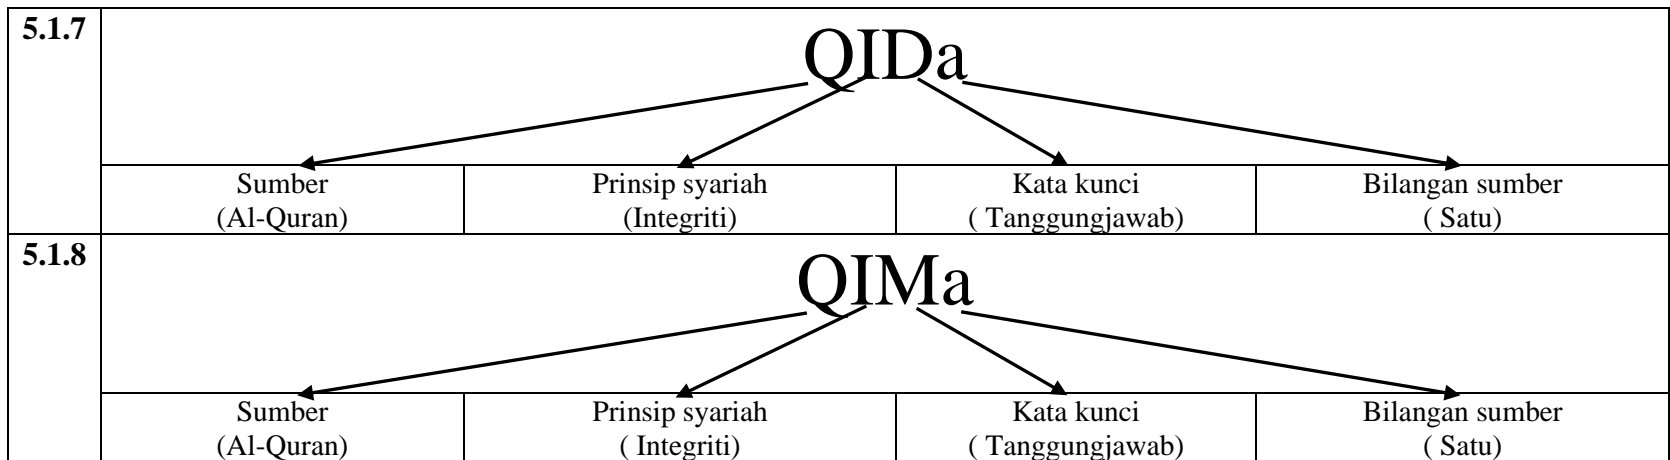 5.1.7
QIDa
Sumber
(Al-Quran)
Prinsip syariah
(Integriti)
Kata kunci
( Tanggungjawab)
Bilangan sumber
( Satu)
5.1.8
QIMa
Sumber
(Al-Quran)
Prinsip syariah
( Integriti)
Kata kunci
( Tanggungjawab)
Bilangan sumber
( Satu)